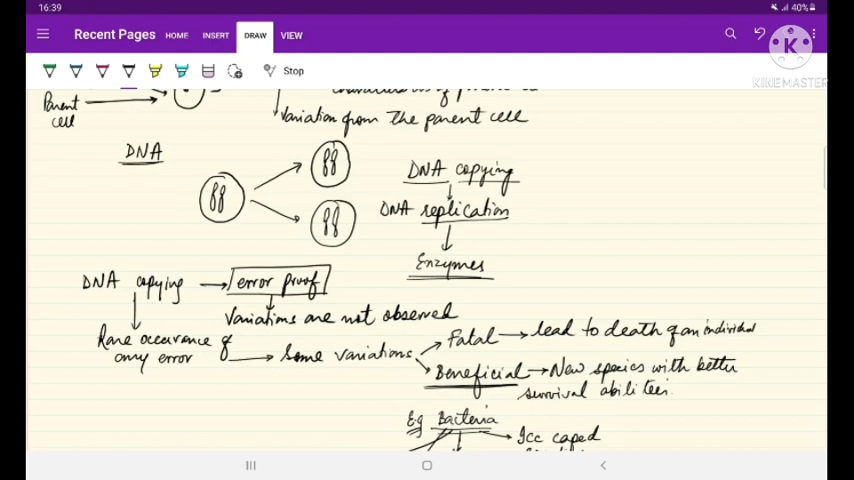 16:39
40%
Recent Pages HOME INSERT DRAW VIEW
K
KINEMASTER
Stop
Parent
cell
Variation from the parent cell
DNA
DNA copying
DNA replication
Enzymes
DNA copying → error proof
Variations are not observed
Rare occurance of
any error → Some variations
Fatal → lead to death of an individual
Beneficial → New species with better
survival abilities.
E.g Bacteria
Ice caped